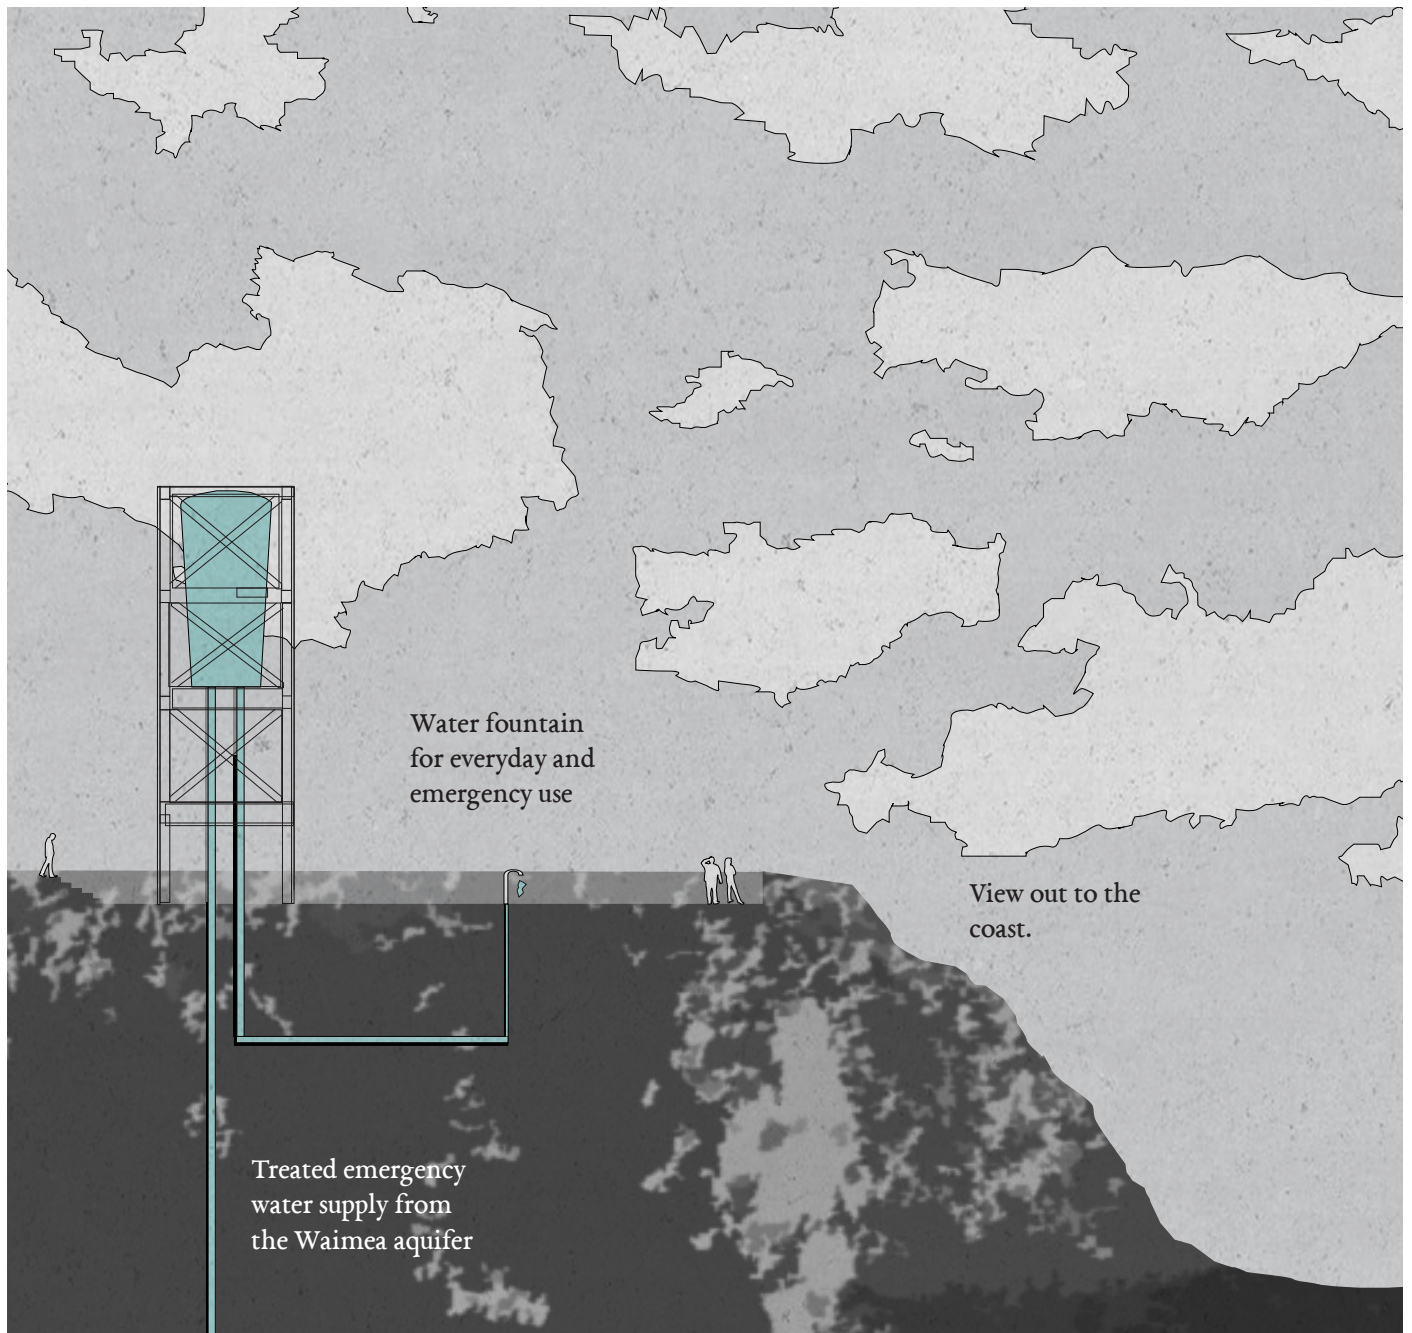 Water fountain
for everyday and
emergency use
View out to the
coast.
Treated emergency
water supply from
the Waimea aquifer